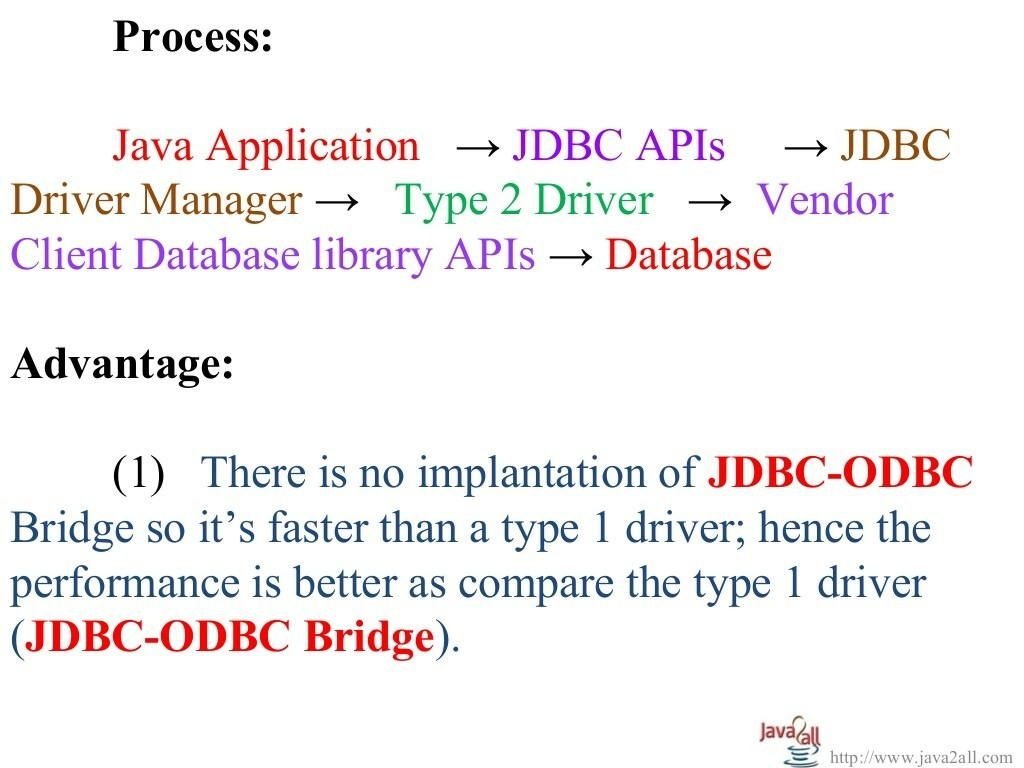 Process:
Java Application → JDBC APIs → JDBC
Driver Manager → Type 2 Driver → Vendor
Client Database library APIs → Database
Advantage:
(1) There is no implantation of JDBC-ODBC
Bridge so it’s faster than a type 1 driver; hence the
performance is better as compare the type 1 driver
(JDBC-ODBC Bridge).
Java2all
http://www.java2all.com